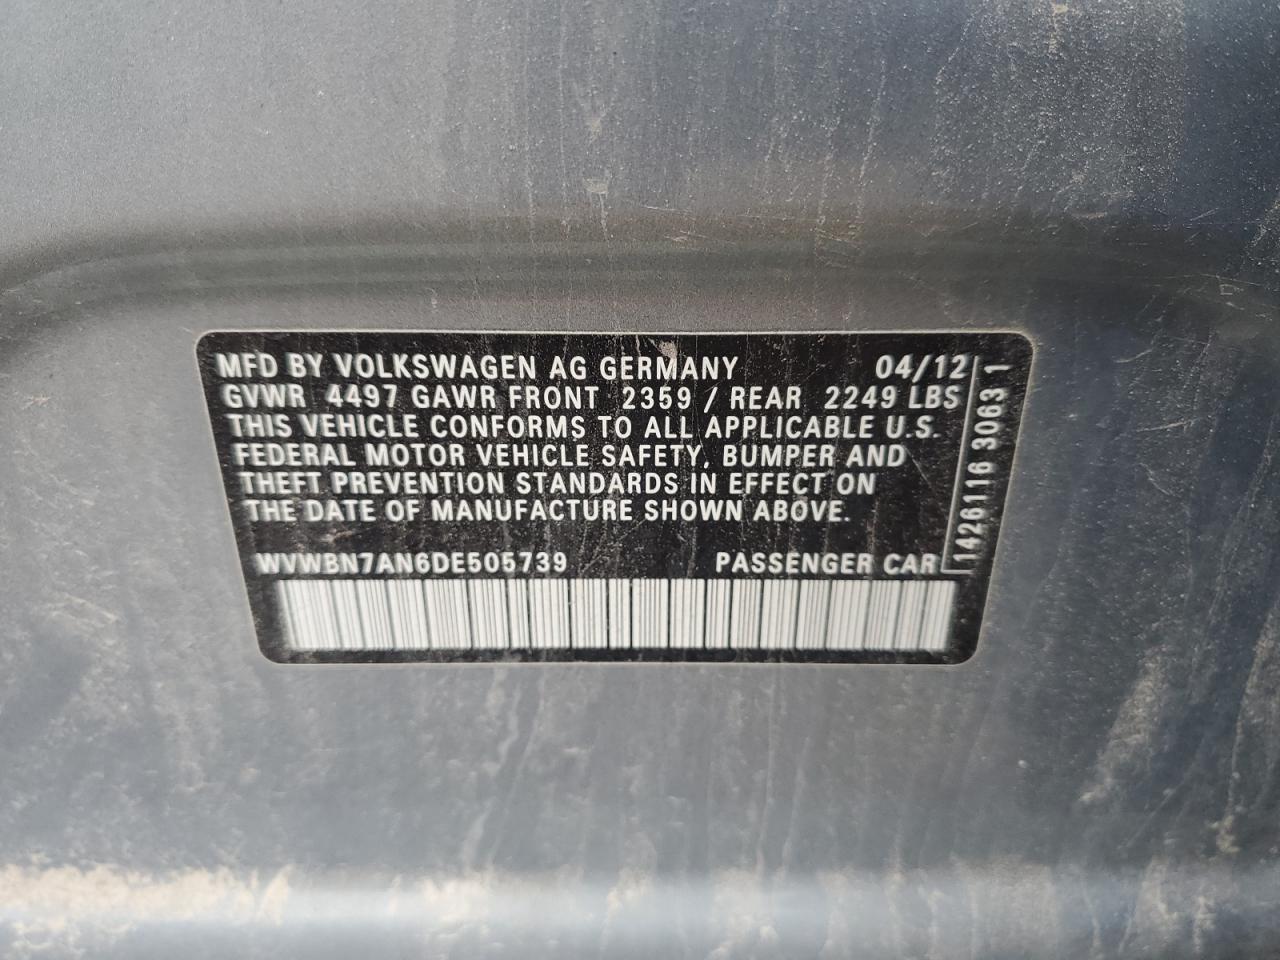 MFD BY VOLKSWAGEN AG GERMANY 04/12
GVWR 4497 GAWR FRONT 2359 / REAR 2249 LBS
THIS VEHICLE CONFORMS TO ALL APPLICABLE U.S.
FEDERAL MOTOR VEHICLE SAFETY, BUMPER AND
THEFT PREVENTION STANDARDS IN EFFECT ON
THE DATE OF MANUFACTURE SHOWN ABOVE.
WVWBN7AN6DE505739 PASSENGER CAR
1426116 3063 1